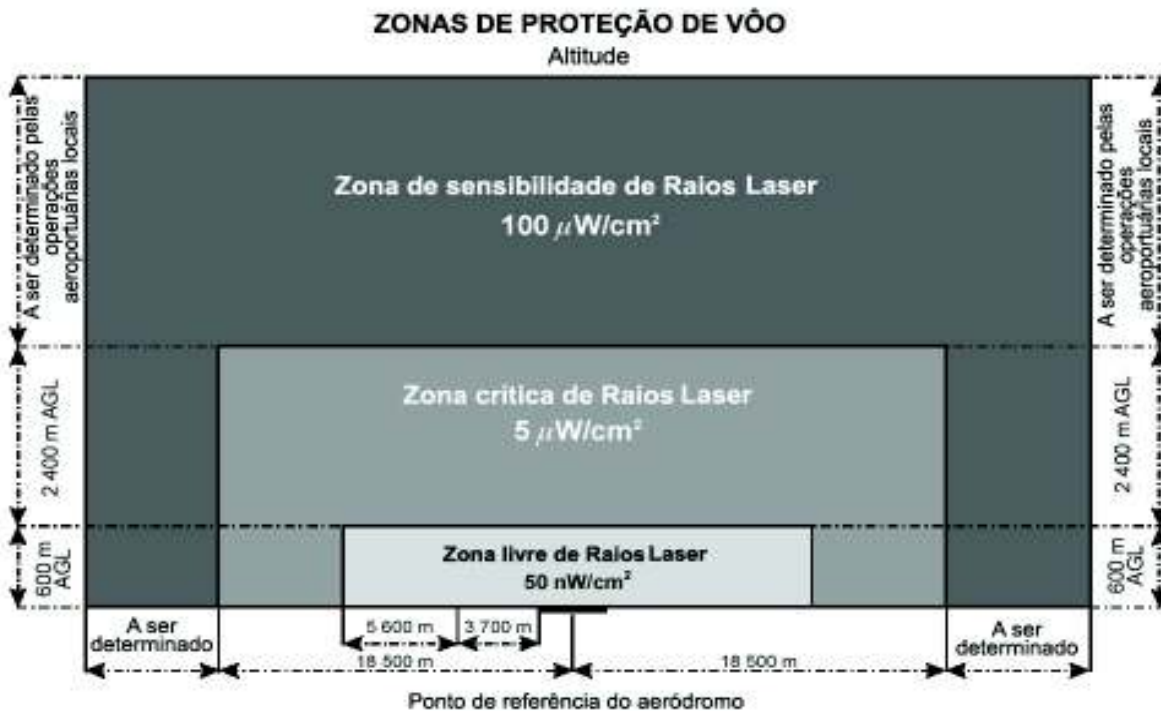 ZONAS DE PROTEÇÃO DE VÔO
Altitude
A ser determinado pelas
operações
aeroportuárias locais
Zona de sensibilidade de Raios Laser
100 μW/cm²
A ser determinado pelas
operações
aeroportuárias locais
2 400 m AGL
Zona crítica de Raios Laser
5 μW/cm²
2 400 m AGL
600 m
AGL
Zona livre de Raios Laser
50 nW/cm²
600 m
AGL
A ser
determinado
5 600 m
3 700 m
A ser
determinado
18 500 m
18 500 m
Ponto de referência do aeródromo